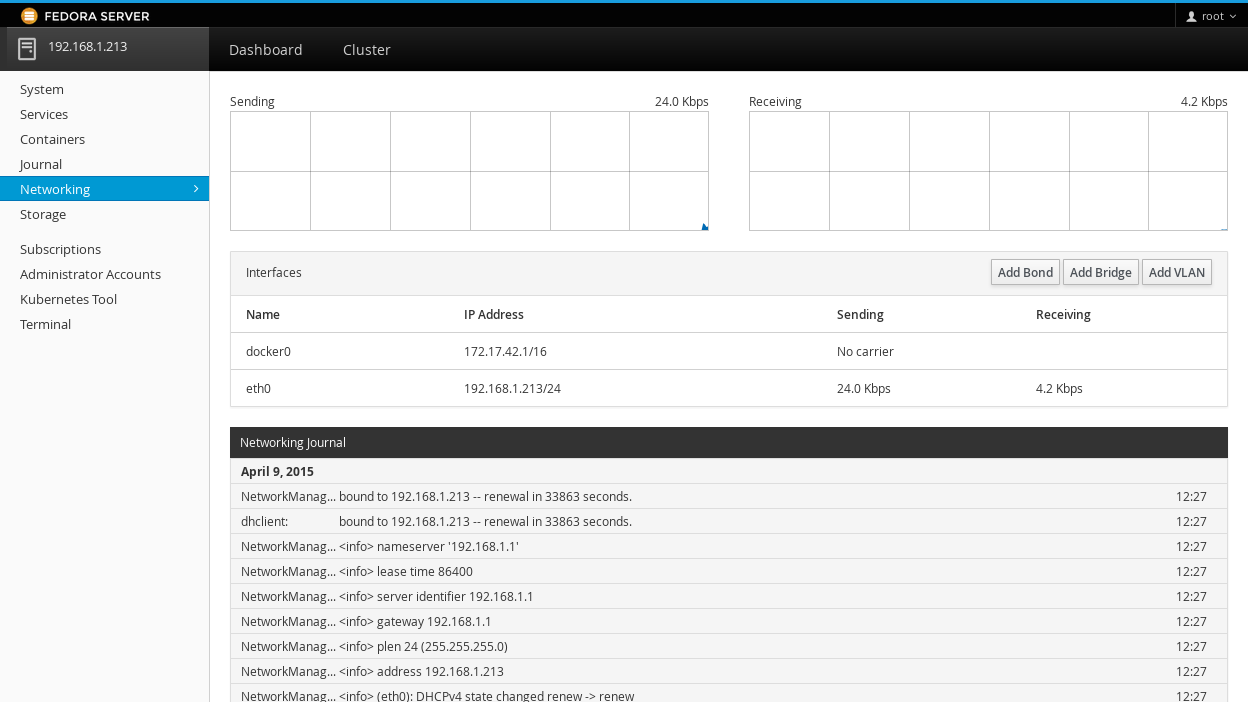 FEDORA SERVER
root
192.168.1.213
Dashboard Cluster
System
Services
Containers
Journal
Networking
Storage
Subscriptions
Administrator Accounts
Kubernetes Tool
Terminal
Sending 24.0 Kbps
Receiving 4.2 Kbps
Interfaces Add Bond Add Bridge Add VLAN
Name IP Address Sending Receiving
docker0 172.17.42.1/16 No carrier
eth0 192.168.1.213/24 24.0 Kbps 4.2 Kbps
Networking Journal
April 9, 2015
NetworkManag... bound to 192.168.1.213 -- renewal in 33863 seconds. 12:27
dhclient: bound to 192.168.1.213 -- renewal in 33863 seconds. 12:27
NetworkManag... <info> nameserver '192.168.1.1' 12:27
NetworkManag... <info> lease time 86400 12:27
NetworkManag... <info> server identifier 192.168.1.1 12:27
NetworkManag... <info> gateway 192.168.1.1 12:27
NetworkManag... <info> plen 24 (255.255.255.0) 12:27
NetworkManag... <info> address 192.168.1.213 12:27
NetworkManag... <info> (eth0): DHCPv4 state changed renew -> renew 12:27